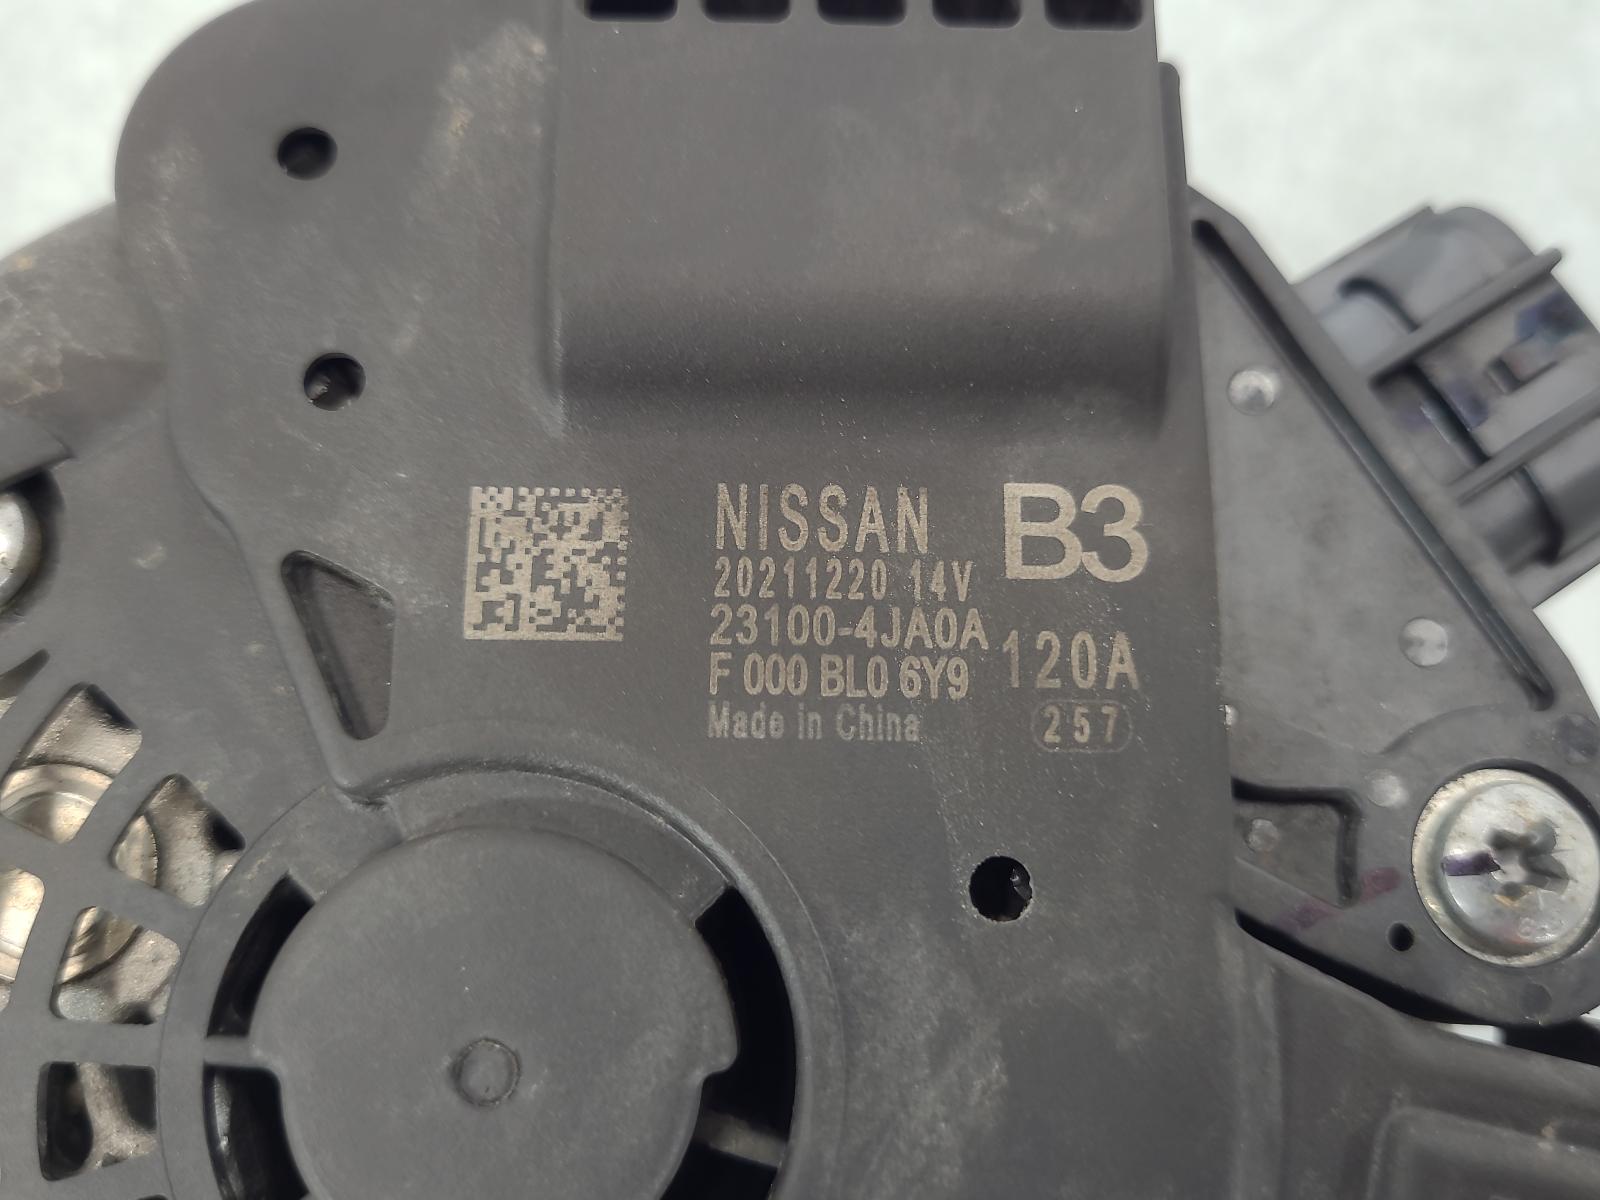 NISSAN B3
20211220 14V
23100-4JA0A
F 000 BL0 6Y9 120A
Made in China 257